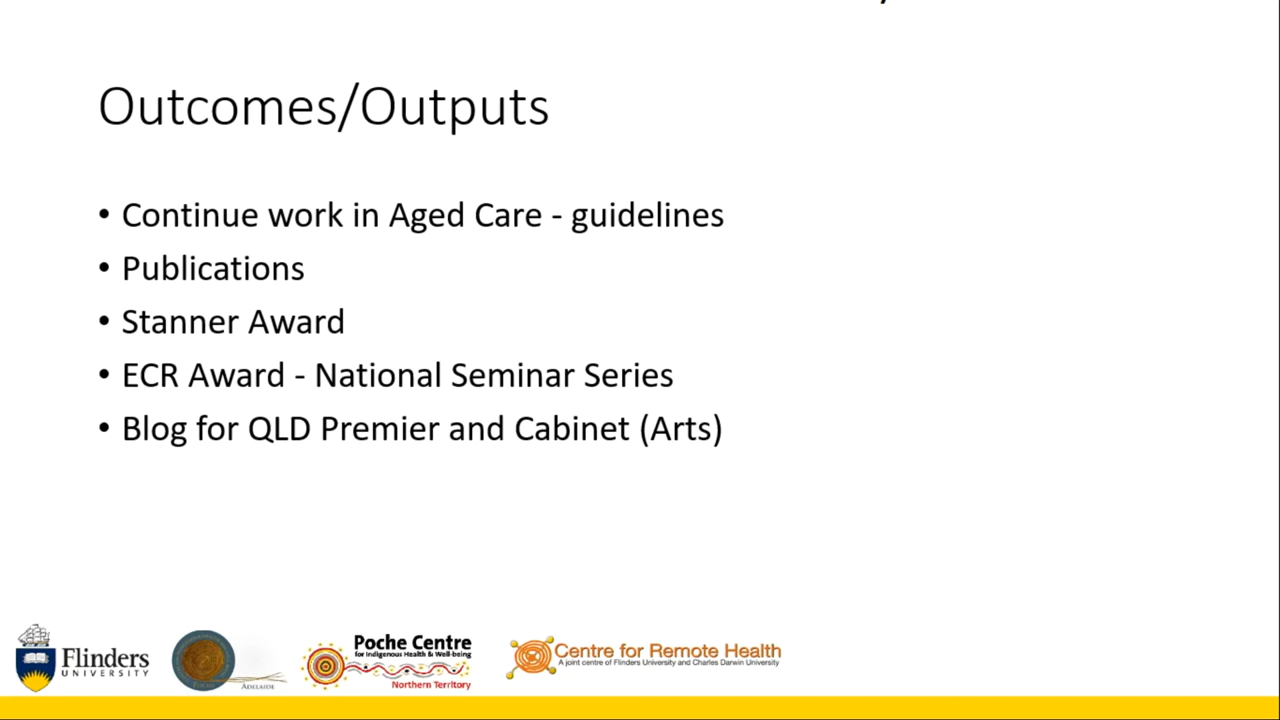 Outcomes/Outputs
• Continue work in Aged Care - guidelines
• Publications
• Stanner Award
• ECR Award - National Seminar Series
• Blog for QLD Premier and Cabinet (Arts)
Flinders
UNIVERSITY
ADELAIDE
Poche Centre
for Indigenous Health & Well-being
Northern Territory
Centre for Remote Health
A joint centre of Flinders University and Charles Darwin University